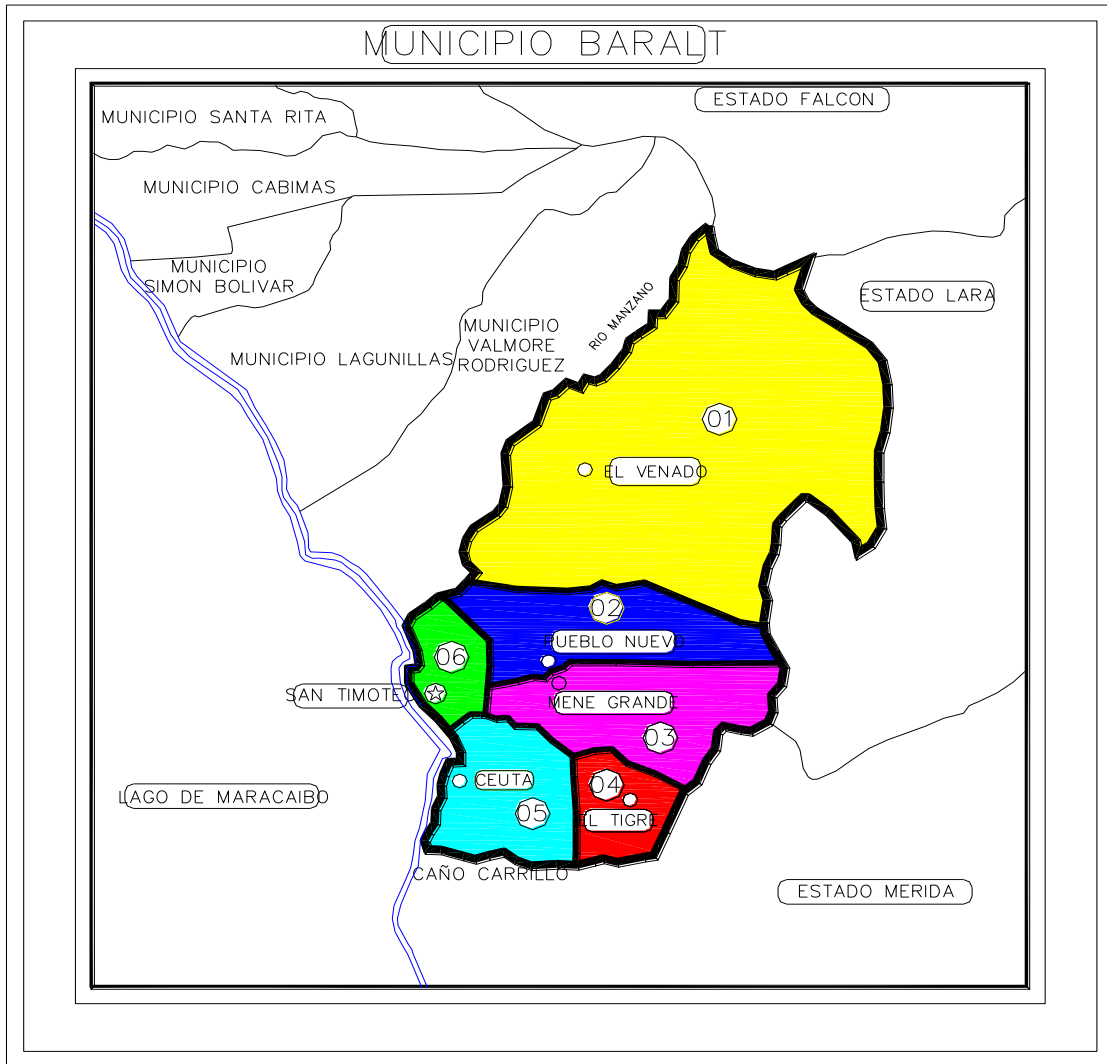 MUNICIPIO BARALT
ESTADO FALCON
MUNICIPIO SANTA RITA
MUNICIPIO CABIMAS
MUNICIPIO
SIMON BOLIVAR
ESTADO LARA
RIO MANZANO
MUNICIPIO
VALMORE
RODRIGUEZ
MUNICIPIO LAGUNILLAS
01
EL VENADO
02
PUEBLO NUEVO
06
SAN TIMOTEO
MENE GRANDE
03
CEUTA
04
05
EL TIGRE
LAGO DE MARACAIBO
CAÑO CARRILLO
ESTADO MERIDA